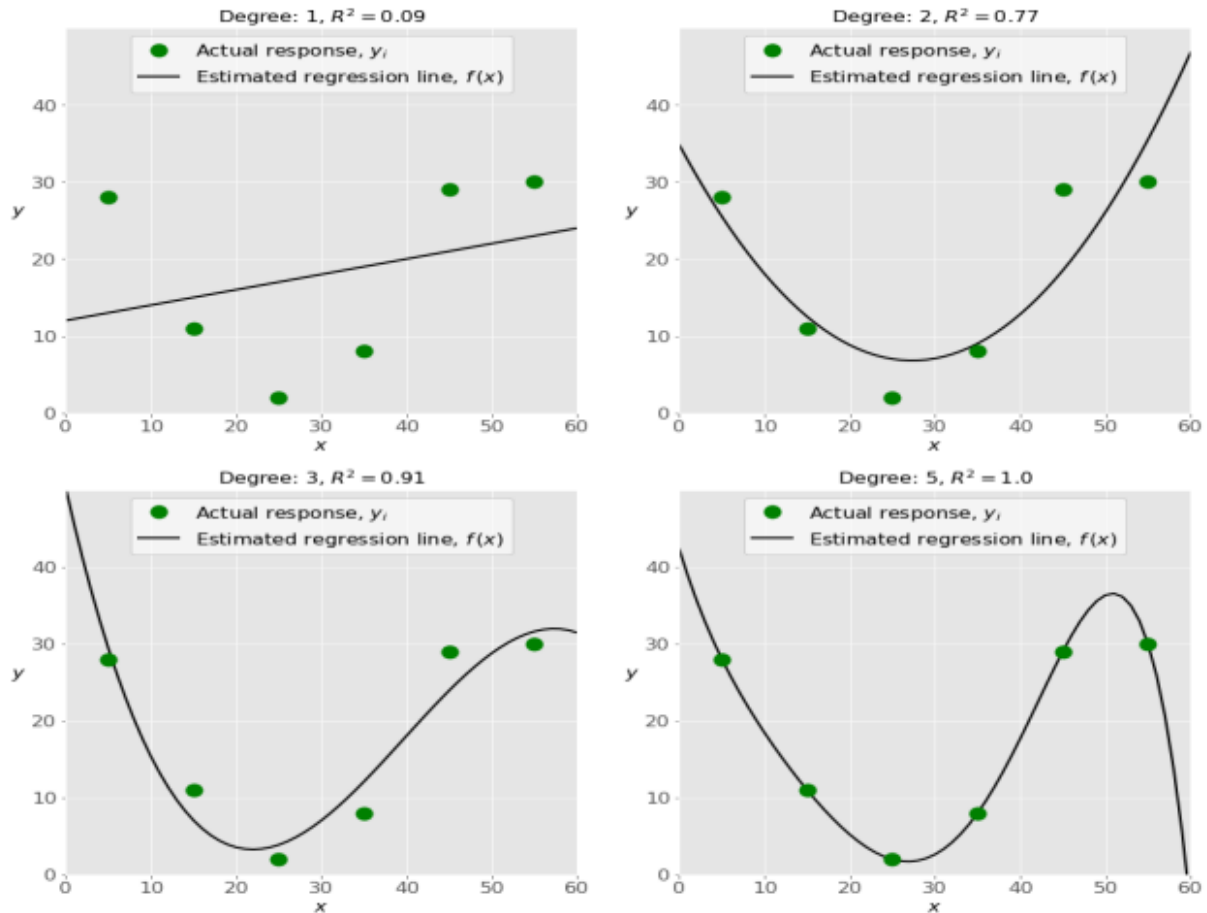 Degree: 1, R² = 0.09
Actual response, yᵢ
Estimated regression line, f(x)
40
30
y
20
10
0
0 10 20 30 40 50 60
x
Degree: 2, R² = 0.77
Actual response, yᵢ
Estimated regression line, f(x)
40
30
y
20
10
0
0 10 20 30 40 50 60
x
Degree: 3, R² = 0.91
Actual response, yᵢ
Estimated regression line, f(x)
40
30
y
20
10
0
0 10 20 30 40 50 60
x
Degree: 5, R² = 1.0
Actual response, yᵢ
Estimated regression line, f(x)
40
30
y
20
10
0
0 10 20 30 40 50 60
x